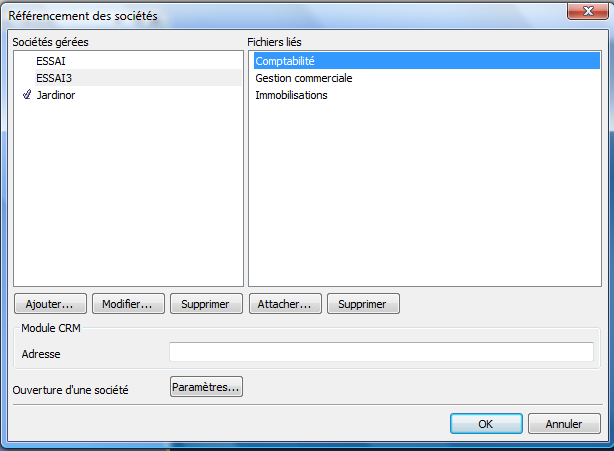 Référencement des sociétés
Sociétés gérées
Fichiers liés
ESSAI
ESSAI3
Jardinor
Comptabilité
Gestion commerciale
Immobilisations
Ajouter... Modifier... Supprimer Attacher... Supprimer
Module CRM
Adresse
Ouverture d'une société Paramètres...
OK Annuler